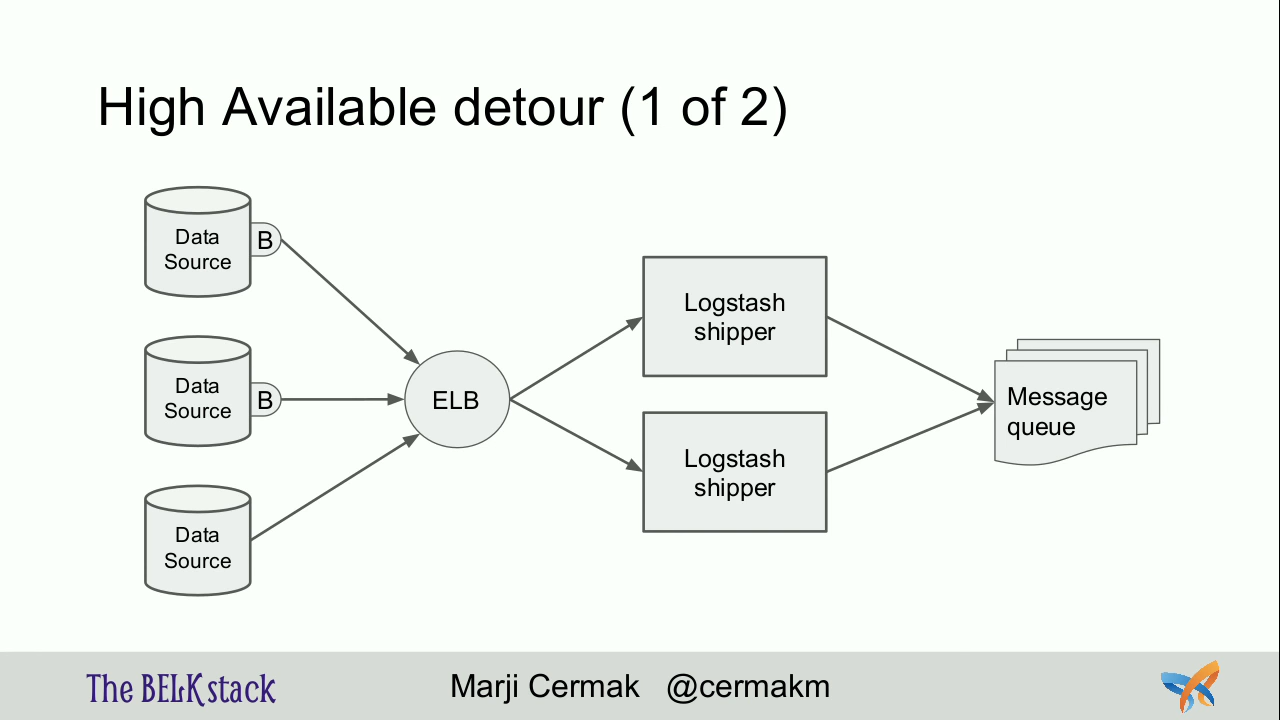 High Available detour (1 of 2)
Data
Source
B
Data
Source
B
Data
Source
ELB
Logstash
shipper
Logstash
shipper
Message
queue
The BELK stack
Marji Cermak @cermakm